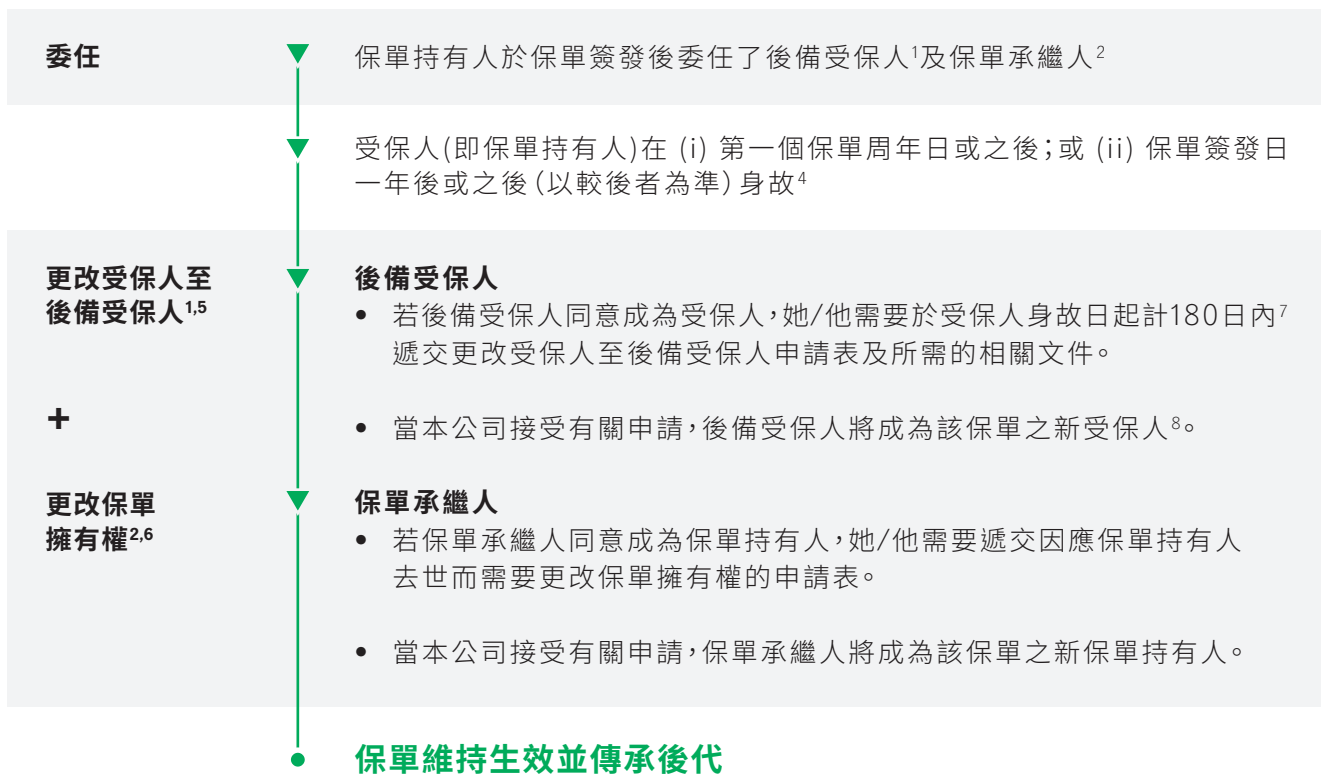 委任
保單持有人於保單簽發後委任了後備受保人1及保單承繼人2
受保人(即保單持有人)在 (i) 第一個保單周年日或之後;或 (ii) 保單簽發日
一年後或之後(以較後者為準)身故4
更改受保人至
後備受保人1,5
後備受保人
• 若後備受保人同意成為受保人,她/他需要於受保人身故日起計180日內7
遞交更改受保人至後備受保人申請表及所需的相關文件。
+
• 當本公司接受有關申請,後備受保人將成為該保單之新受保人8。
更改保單
擁有權2,6
保單承繼人
• 若保單承繼人同意成為保單持有人,她/他需要遞交因應保單持有人
去世而需要更改保單擁有權的申請表。
• 當本公司接受有關申請,保單承繼人將成為該保單之新保單持有人。
保單維持生效並傳承後代